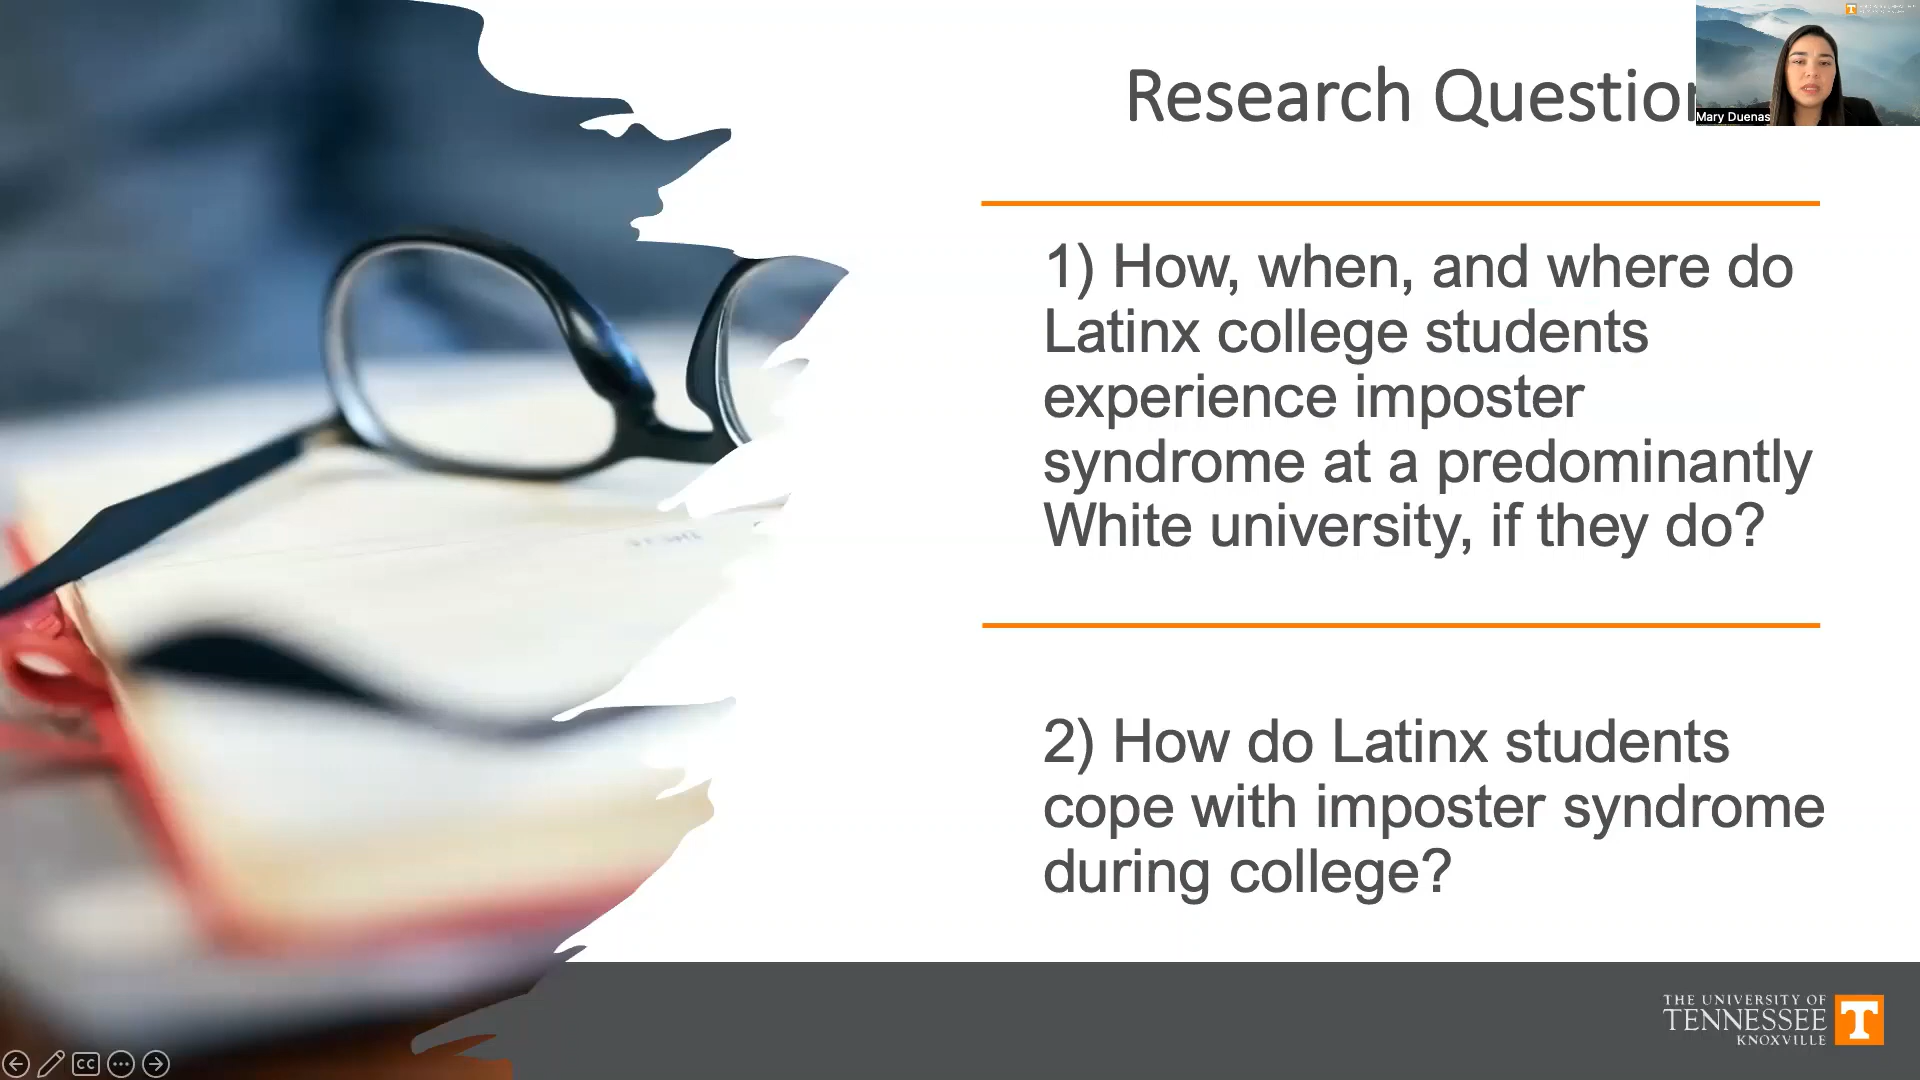 Research Question
Mary Duenas
1) How, when, and where do
Latinx college students
experience imposter
syndrome at a predominantly
White university, if they do?
2) How do Latinx students
cope with imposter syndrome
during college?
THE UNIVERSITY OF
TENNESSEE
KNOXVILLE
T
CC